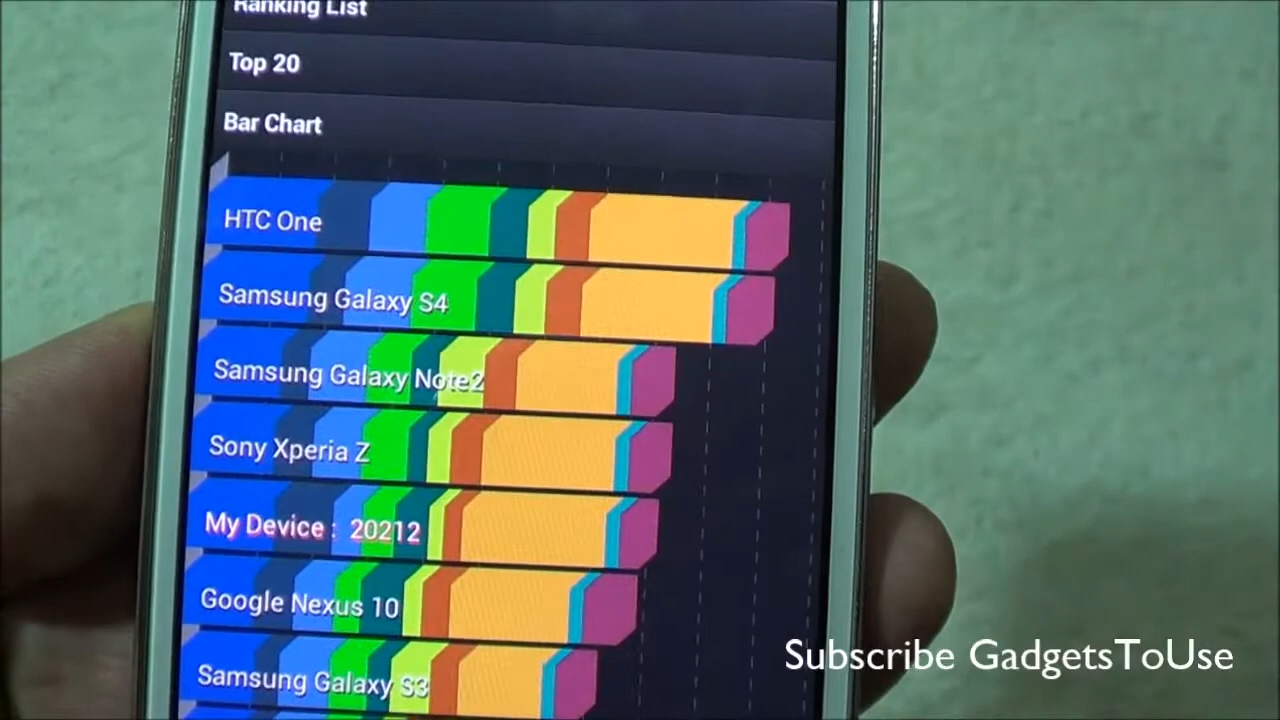 Ranking List
Top 20
Bar Chart
HTC One
Samsung Galaxy S4
Samsung Galaxy Note2
Sony Xperia Z
My Device : 20212
Google Nexus 10
Samsung Galaxy S3
Subscribe GadgetsToUse